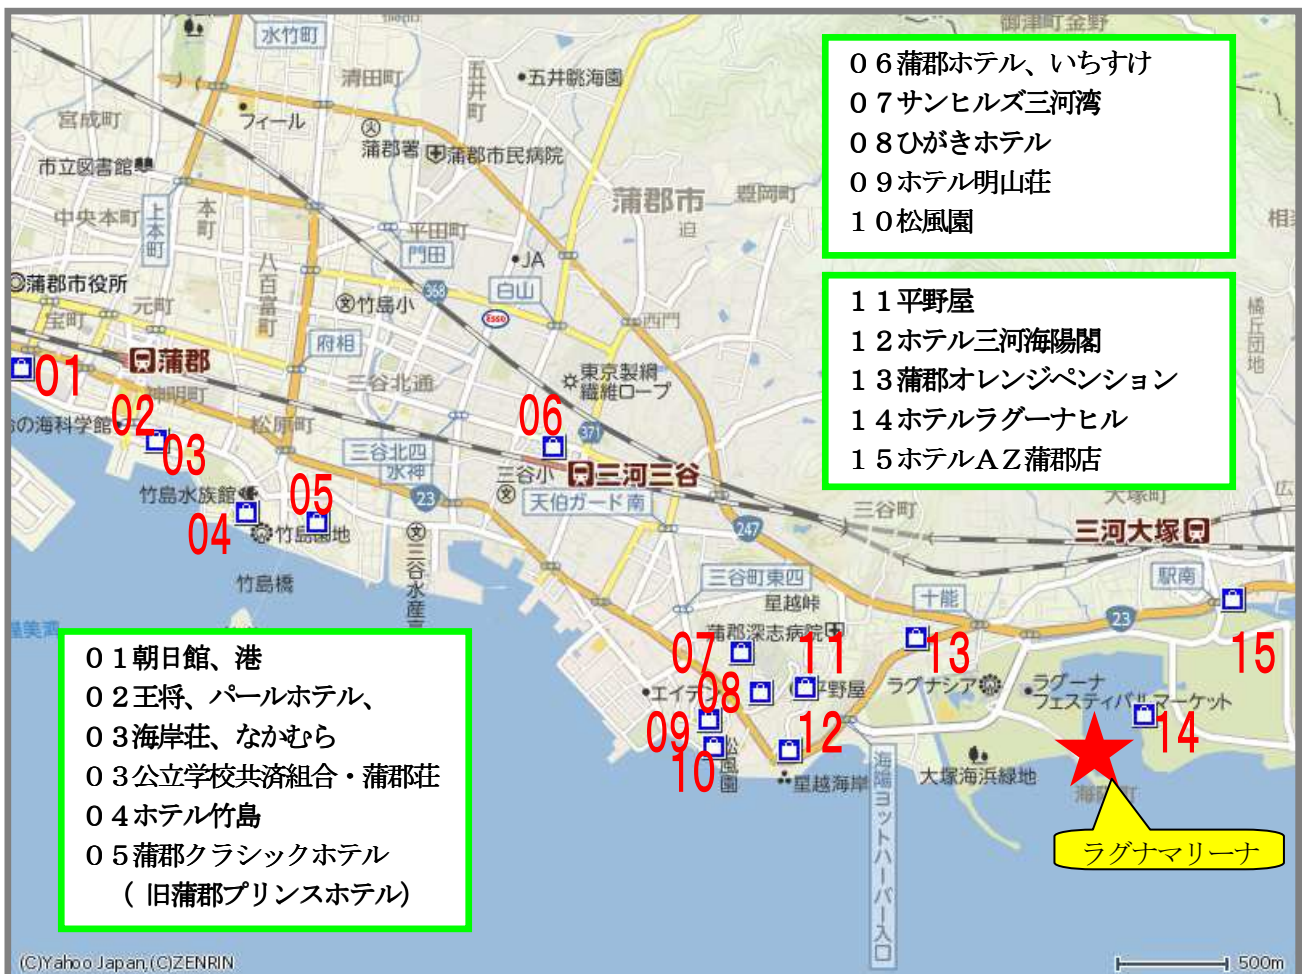 御津町金野
水竹町
清田町
五井町
五井眺海園
フィール
宮成町
蒲郡署
蒲郡市民病院
市立図書館
蒲郡市
豊岡町
迫
中央本町
上本町
本町
平田町
門田
JA
蒲郡市役所
元町
八百富町
竹島小
368
白山
Esso
西門
宝町
府相
橘丘団地
蒲郡
01
神明町
三谷北通
東京製綱
繊維ロープ
02
の海科学館
03
松原町
三谷北四
水神
06
371
三谷小
三河三谷
天伯ガード南
23
247
三谷町
大塚町
三河大塚
竹島水族館
04
05
竹島園地
竹島橋
三谷水産高
三谷町東四
星越峠
十能
23
駅南
蒲郡深志病院
07
08
09
10
11
12
13
14
15
エイデン
平野屋
松風園
星越海岸
ラグナシア
ラグーナ
フェスティバルマーケット
大塚海浜緑地
海陽町
海陽ヨットハーバー入口
ラグナマリーナ
06蒲郡ホテル、いちすけ
07サンヒルズ三河湾
08ひがきホテル
09ホテル明山荘
10松風園
11平野屋
12ホテル三河海陽閣
13蒲郡オレンジペンション
14ホテルラグーナヒル
15ホテルAZ蒲郡店
01朝日館、港
02王将、パールホテル、
03海岸荘、なかむら
03公立学校共済組合・蒲郡荘
04ホテル竹島
05蒲郡クラシックホテル
( 旧蒲郡プリンスホテル)
(C)Yahoo Japan,(C)ZENRIN
500m